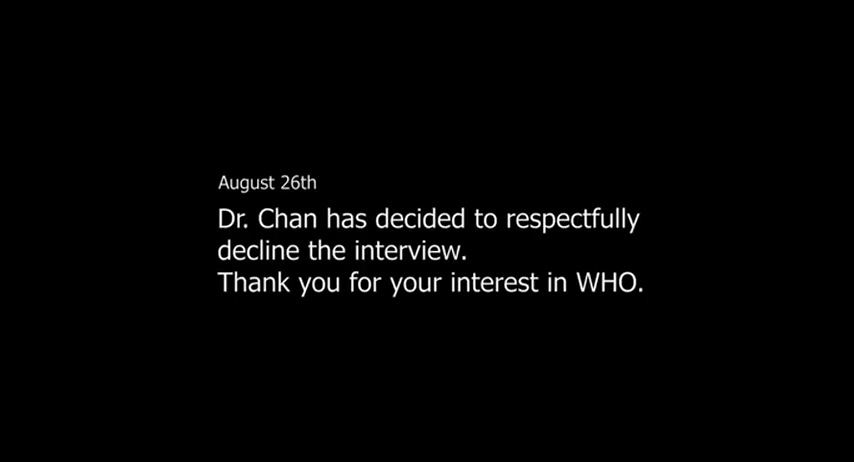 August 26th
Dr. Chan has decided to respectfully
decline the interview.
Thank you for your interest in WHO.